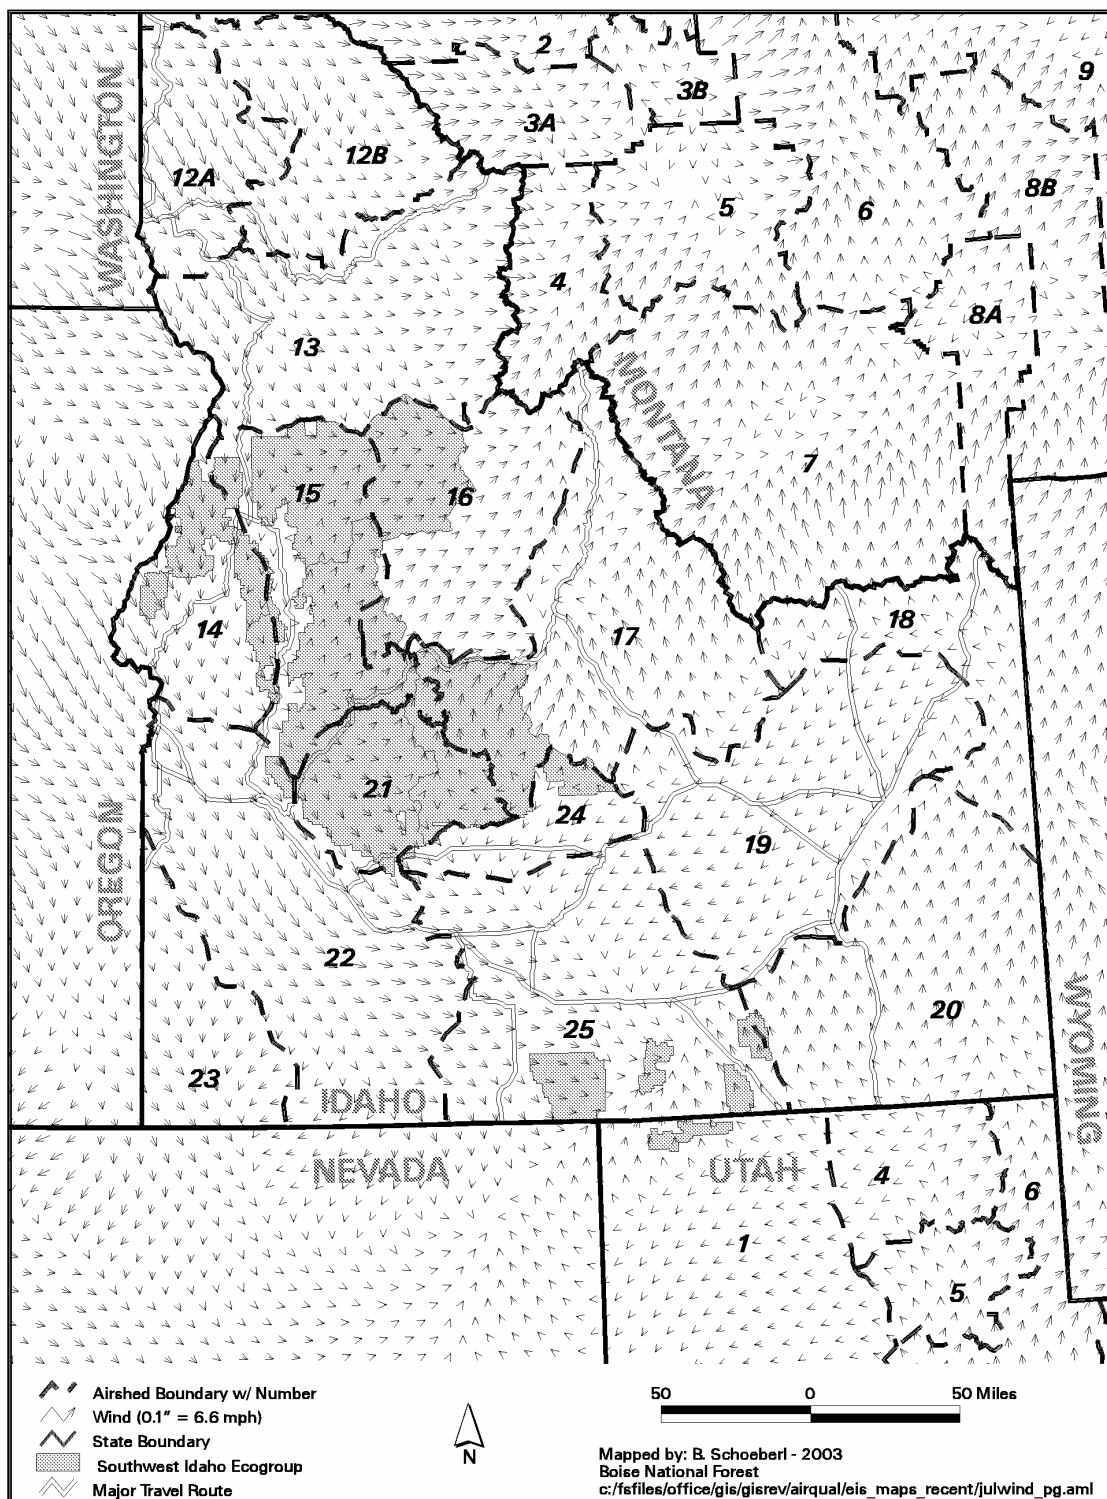 2
9
3B
3A
12B
12A
8B
5
6
WASHINGTON
4
8A
13
MONTANA
7
15
16
14
18
17
21
24
19
OREGON
22
20
25
WYOMING
23
IDAHO
NEVADA
UTAH
4
6
1
5
Airshed Boundary w/ Number
Wind (0.1" = 6.6 mph)
State Boundary
Southwest Idaho Ecogroup
Major Travel Route
N
50 0 50 Miles
Mapped by: B. Schoeberl - 2003
Boise National Forest
c:/fsfiles/office/gis/gisrev/airqual/eis_maps_recent/julwind_pg.aml